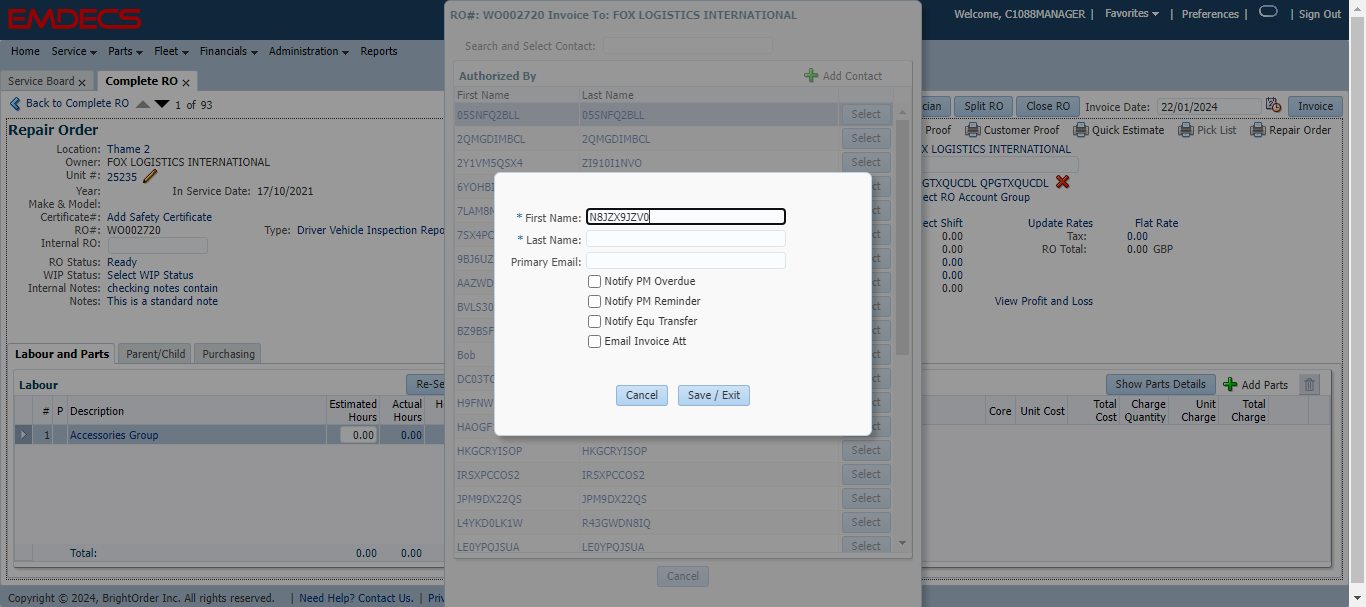 EMDECS
Welcome, C1088MANAGER | Favorites | Preferences | | Sign Out
Home Service Parts Fleet Financials Administration Reports
Service Board x Complete RO x
Back to Complete RO 1 of 93
Split RO Close RO Invoice Date: 22/01/2024 Invoice
Proof Customer Proof Quick Estimate Pick List Repair Order
Repair Order
Location: Thame 2
Owner: FOX LOGISTICS INTERNATIONAL
Unit #: 25235
Year: In Service Date: 17/10/2021
Make & Model:
Certificate#: Add Safety Certificate
RO#: WO002720 Type: Driver Vehicle Inspection Repo
Internal RO:
RO Status: Ready
WIP Status: Select WIP Status
Internal Notes: checking notes contain
Notes: This is a standard note
X LOGISTICS INTERNATIONAL
GTXQUCDL QPGTXQUCDL
ect RO Account Group
ect Shift Update Rates Flat Rate
0.00 Tax: 0.00
0.00 RO Total: 0.00 GBP
0.00
0.00
0.00
View Profit and Loss
Labour and Parts Parent/Child Purchasing
Labour Re-Se
# P Description Estimated Hours Actual Hours
1 Accessories Group 0.00 0.00
Total: 0.00 0.00
Show Parts Details Add Parts
Core Unit Cost Total Cost Charge Quantity Unit Charge Total Charge
RO#: WO002720 Invoice To: FOX LOGISTICS INTERNATIONAL
Search and Select Contact:
Authorized By Add Contact
First Name Last Name
05SNFQ2BLL 05SNFQ2BLL Select
2QMGDIMBCL 2QMGDIMBCL Select
2Y1VM5QSX4 ZI910I1NVO Select
6YOHB
7LAM8N
7SX4PC
9BJ6UZ
AAZWD
BVLS30
BZ9BSF
Bob
DC03TC
H9FNW
HAOGF
HKGCRYISOP HKGCRYISOP Select
IRSXPCCOS2 IRSXPCCOS2 Select
JPM9DX22QS JPM9DX22QS Select
L4YKD0LK1W R43GWDN8IQ Select
LE0YPQJSUA LE0YPQJSUA Select
Cancel
* First Name: N8JZX9JZV0
* Last Name:
Primary Email:
Notify PM Overdue
Notify PM Reminder
Notify Equ Transfer
Email Invoice Att
Cancel Save / Exit
Copyright © 2024, BrightOrder Inc. All rights reserved. | Need Help? Contact Us. | Priv